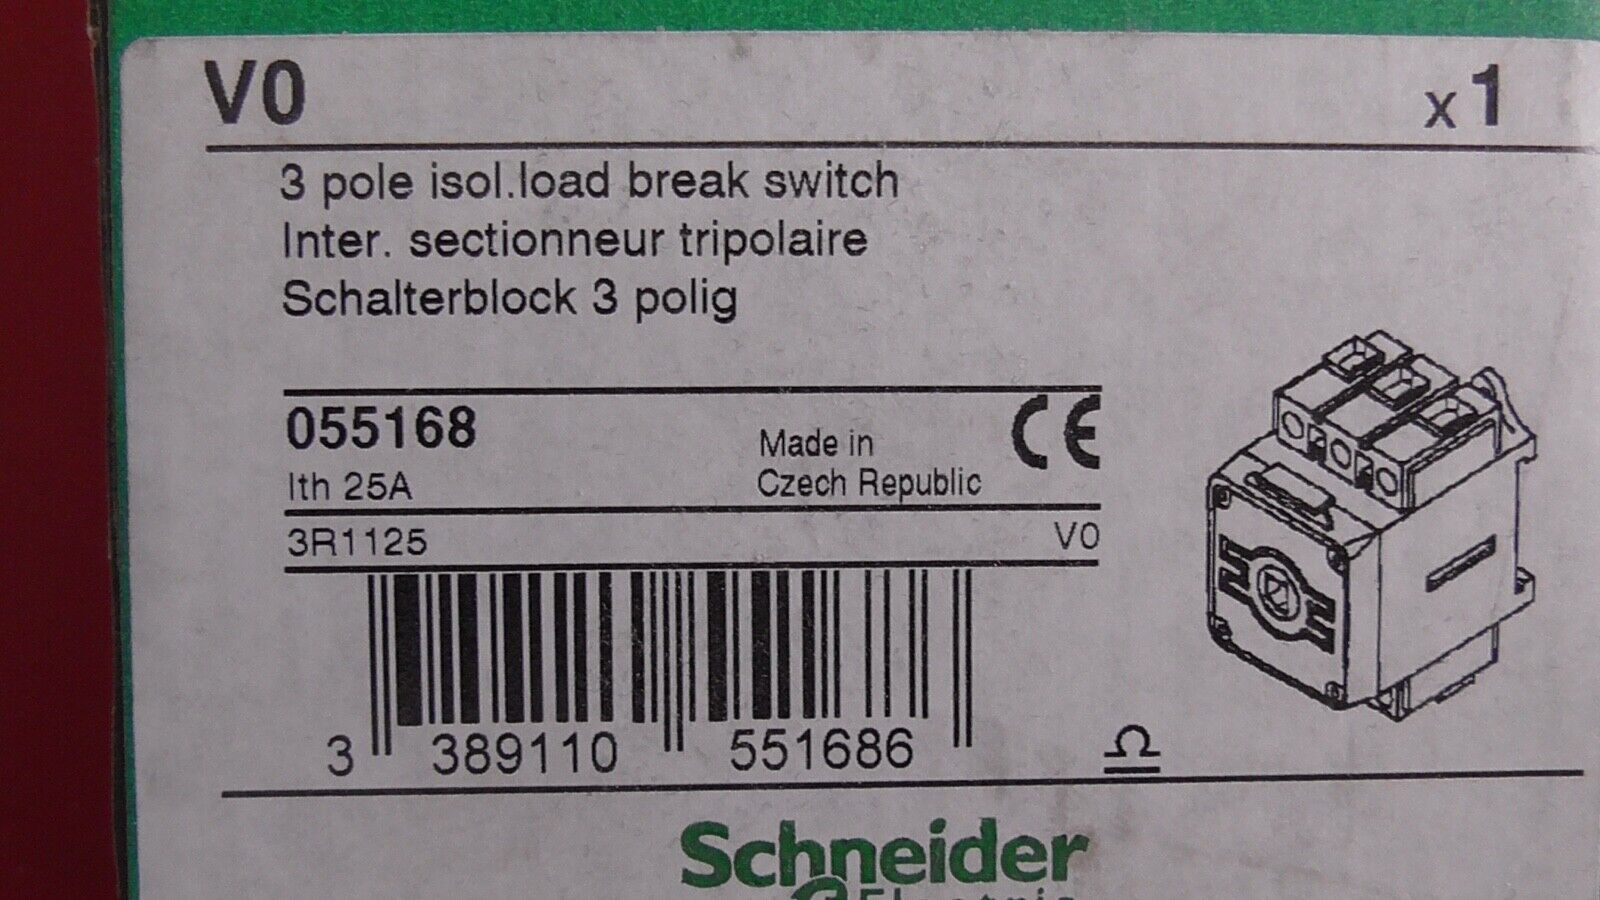 V0 x 1
3 pole isol.load break switch
Inter. sectionneur tripolaire
Schalterblock 3 polig
055168
Made in
Czech Republic
CE
Ith 25A
3R1125 V0
3 389110 551686
Schneider
Electric